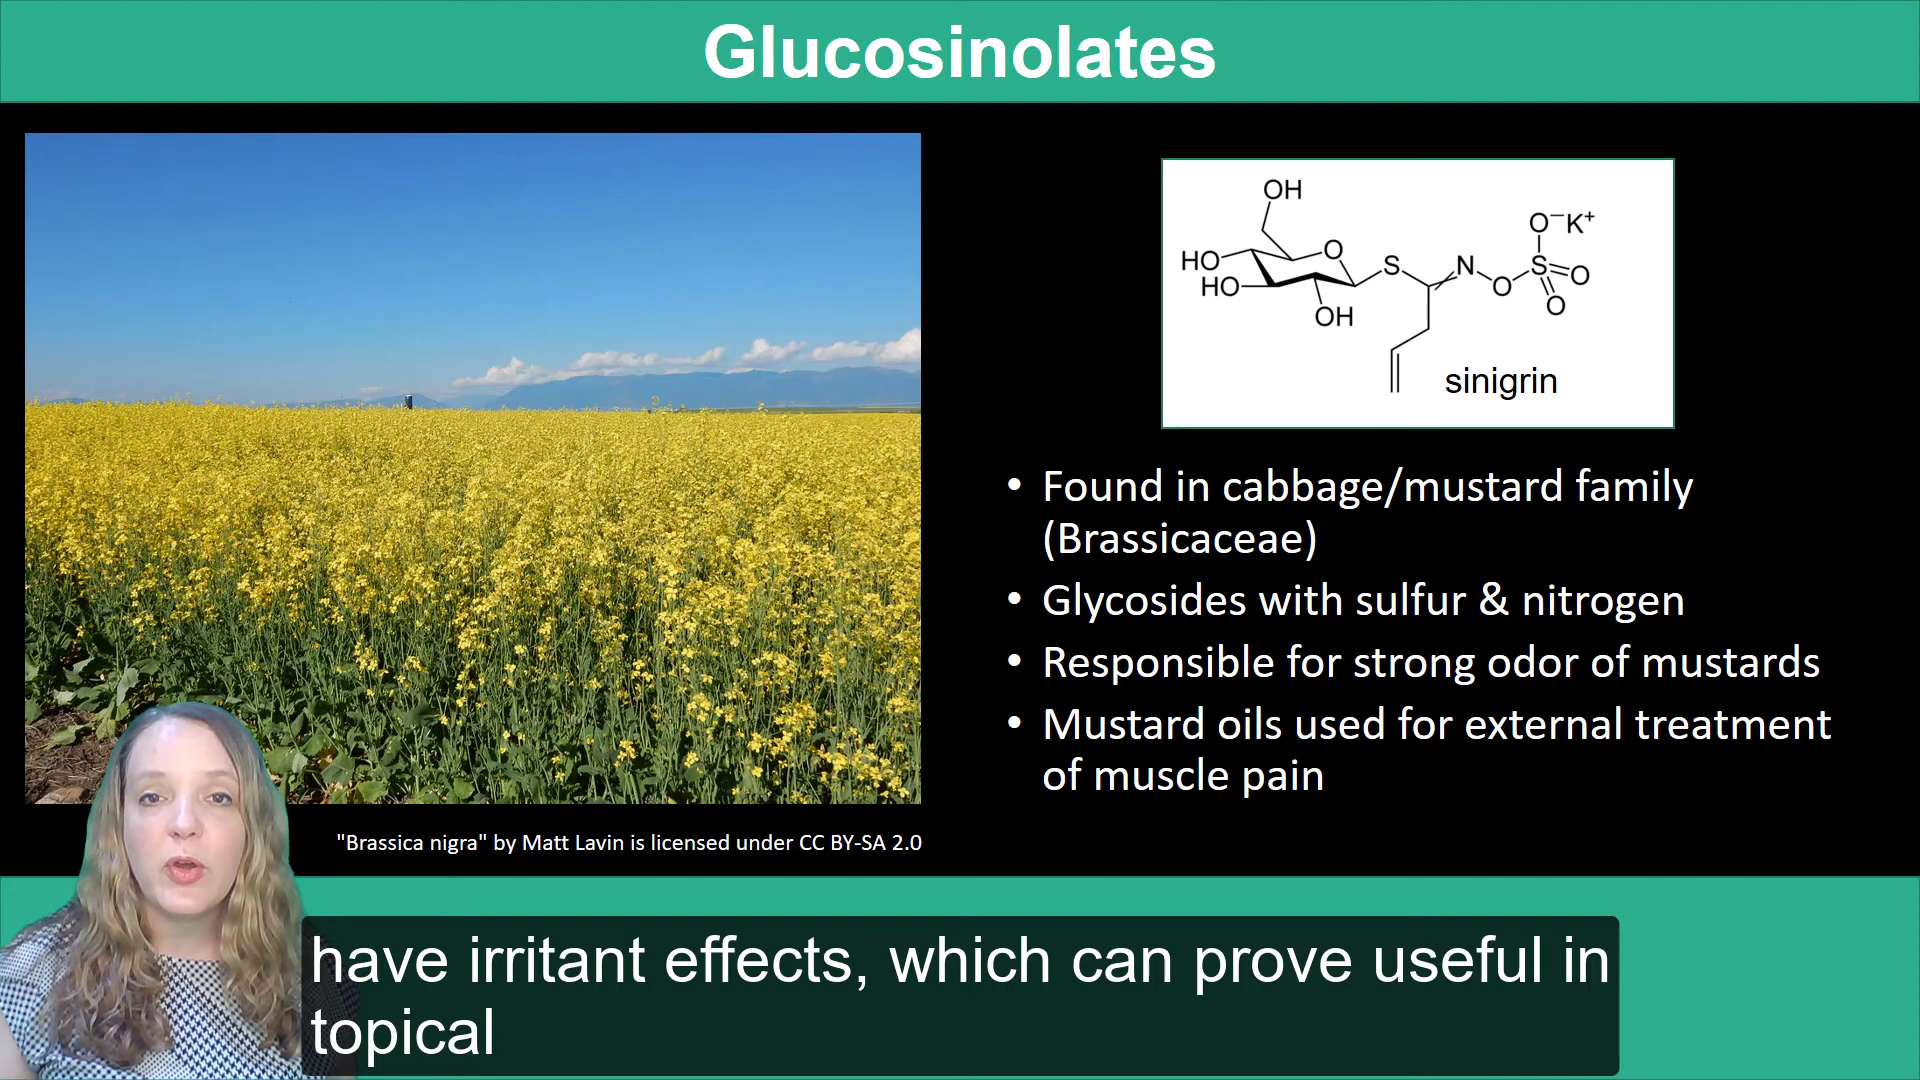 Glucosinolates
OH
HO
HO
O
OH
S
N
O
S
O⁻K⁺
O
O
sinigrin
• Found in cabbage/mustard family
(Brassicaceae)
• Glycosides with sulfur & nitrogen
• Responsible for strong odor of mustards
• Mustard oils used for external treatment
of muscle pain
"Brassica nigra" by Matt Lavin is licensed under CC BY-SA 2.0
have irritant effects, which can prove useful in
topical